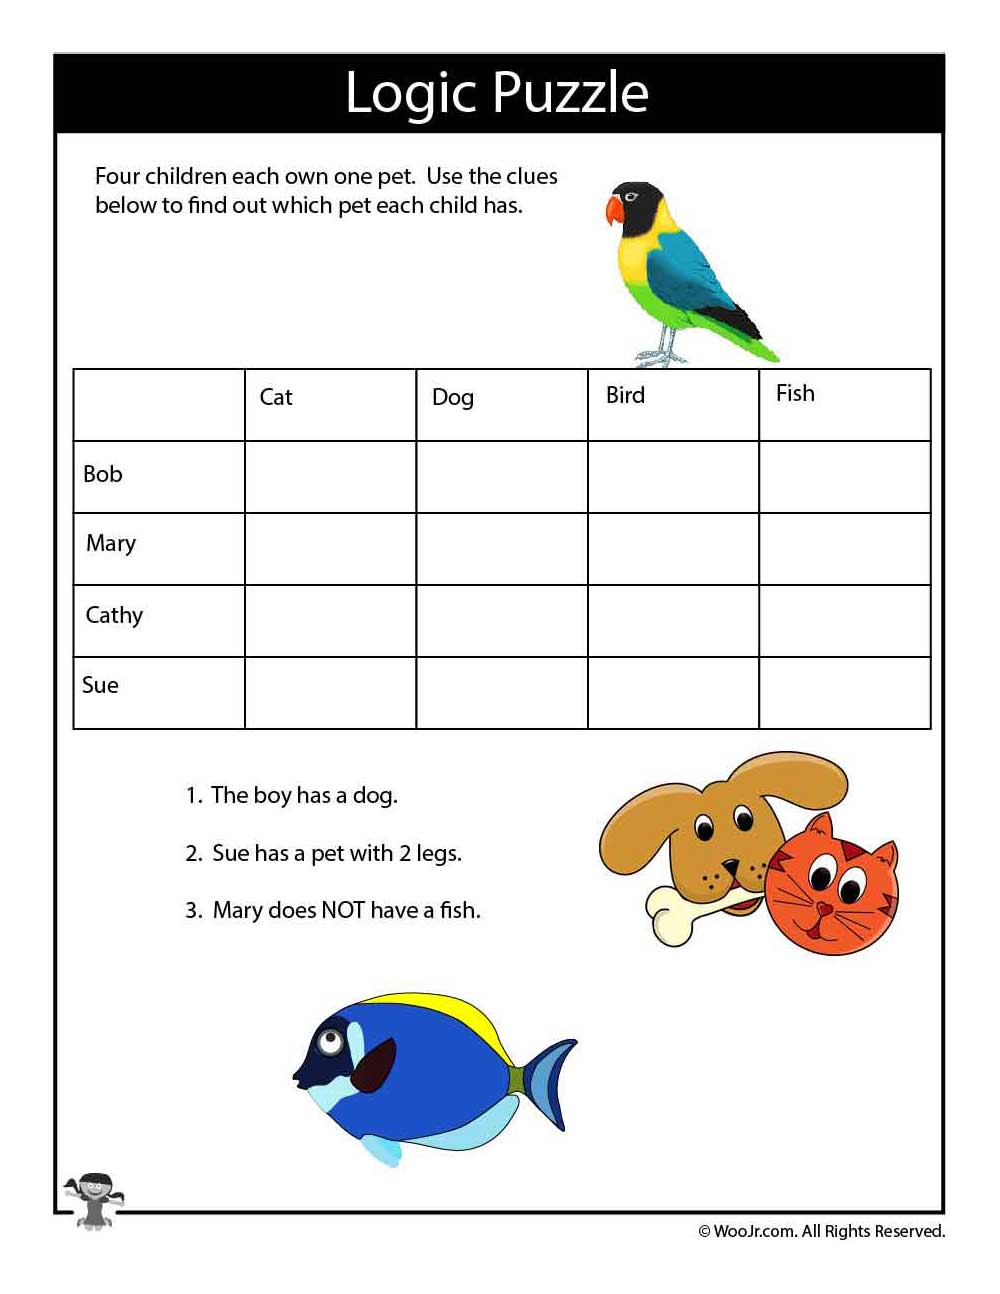 Logic Puzzle
Four children each own one pet.  Use the clues
below to find out which pet each child has.
Cat Dog Bird Fish
Bob
Mary
Cathy
Sue
1.  The boy has a dog.
2.  Sue has a pet with 2 legs.
3.  Mary does NOT have a fish.
© WooJr.com. All Rights Reserved.